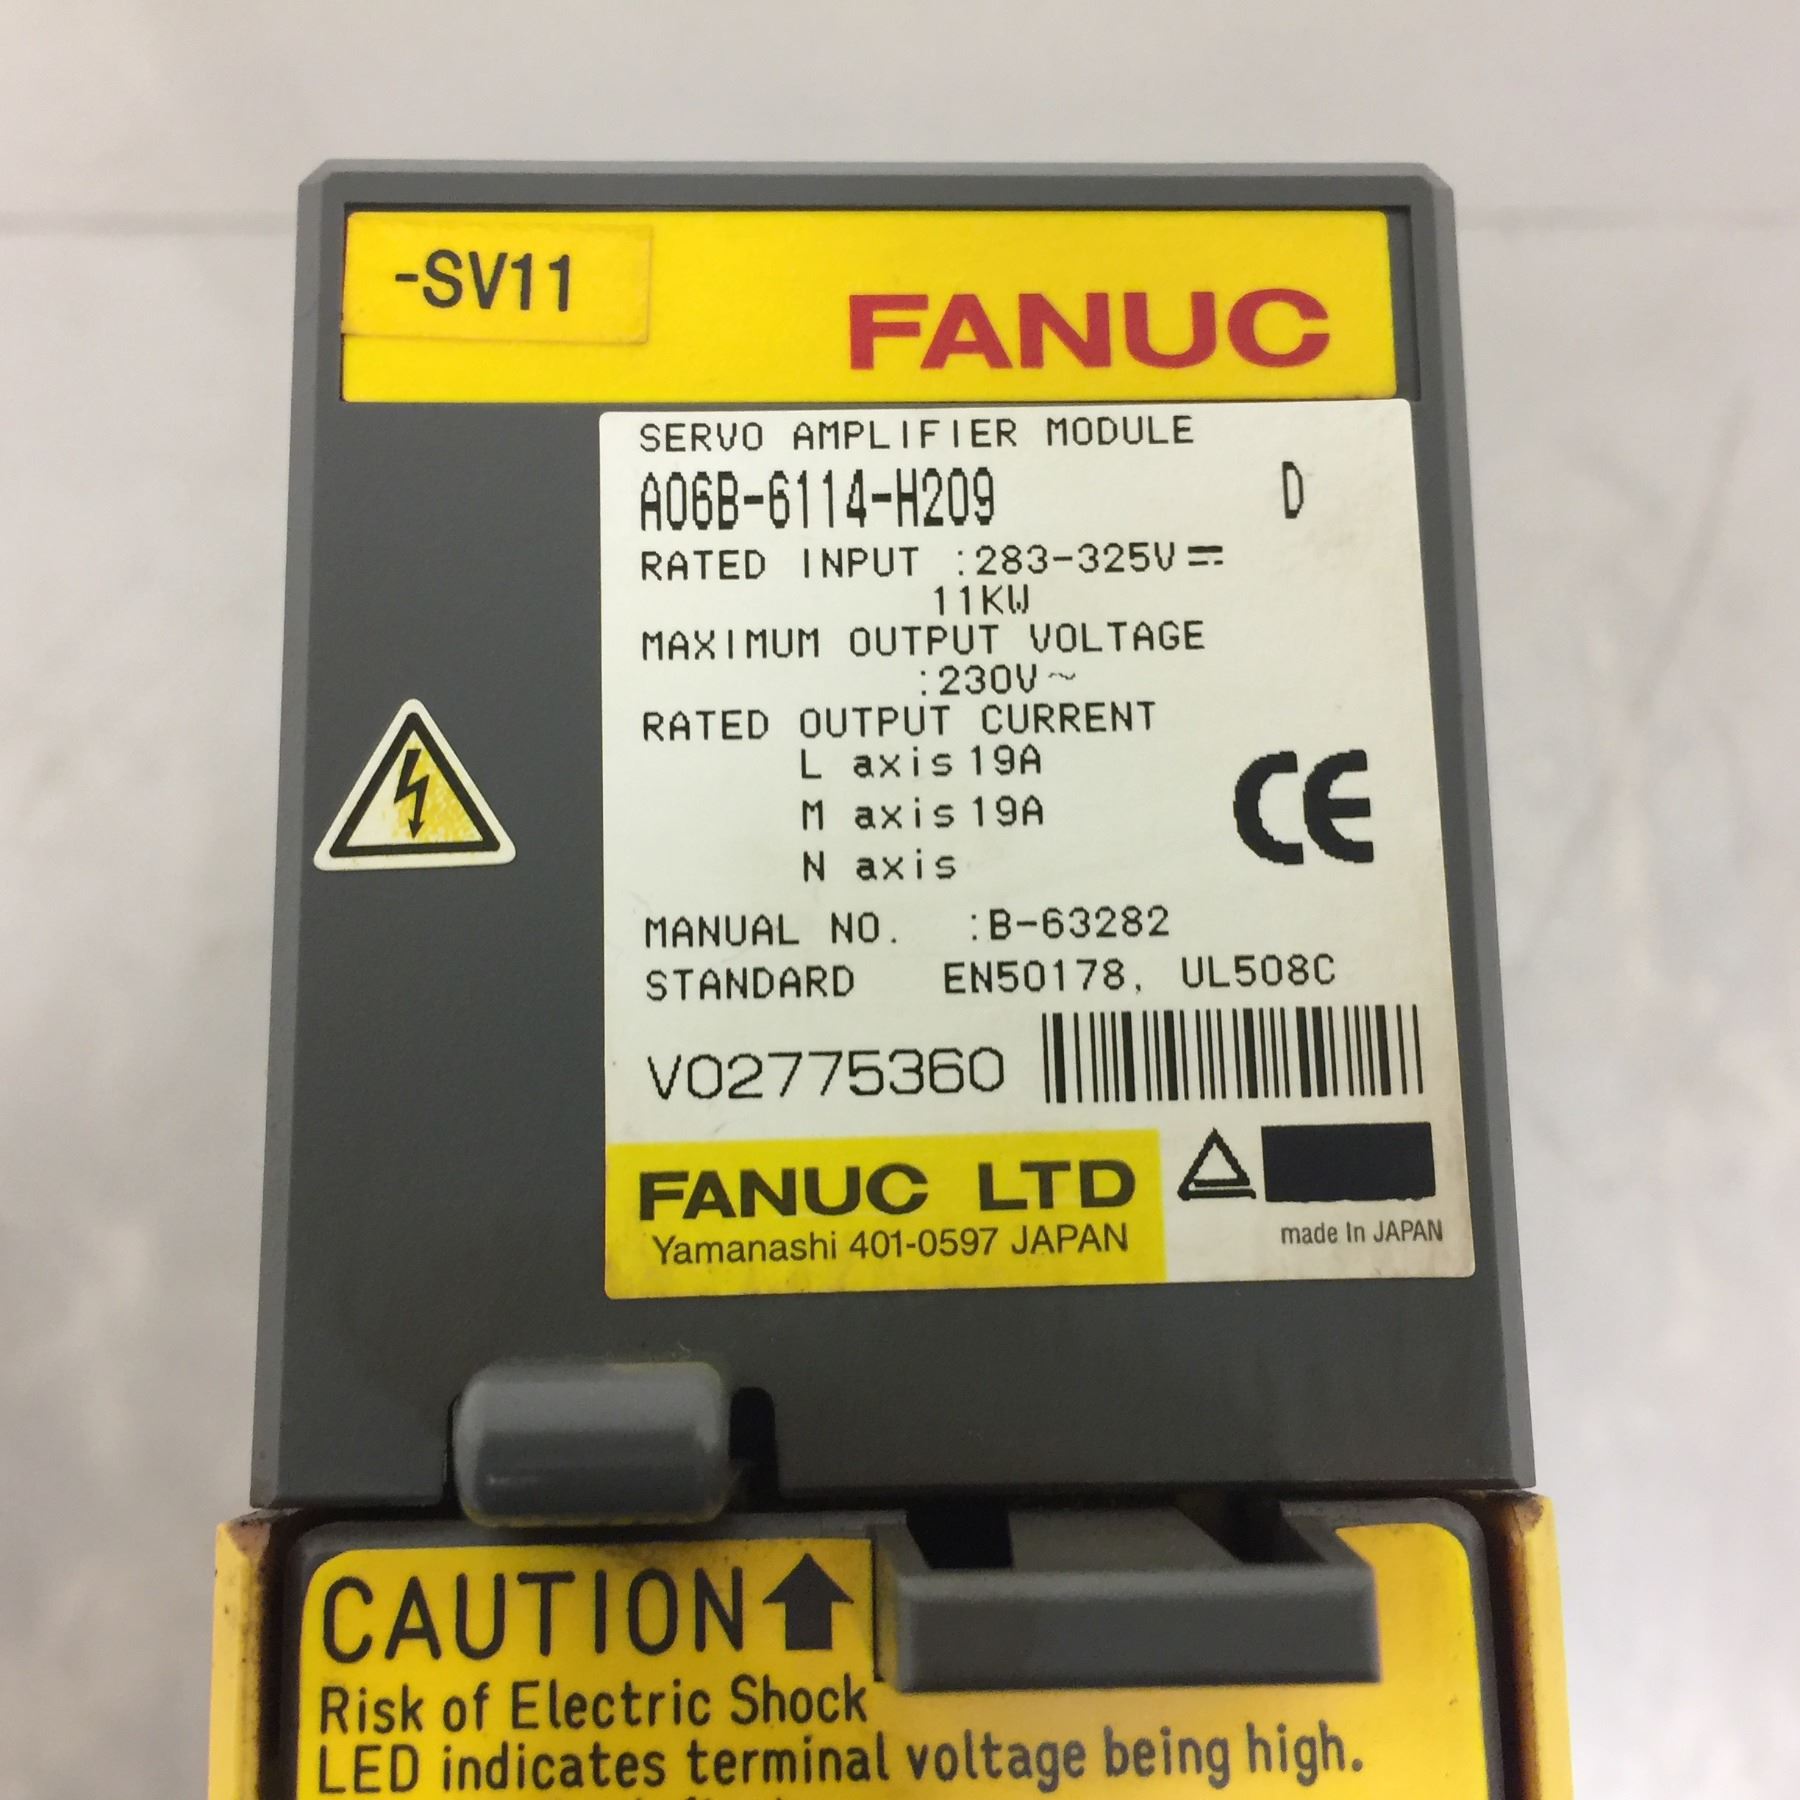 -SV11
FANUC
SERVO AMPLIFIER MODULE
A06B-6114-H209 D
RATED INPUT :283-325V⎓
11KW
MAXIMUM OUTPUT VOLTAGE
:230V~
RATED OUTPUT CURRENT
L axis 19A
M axis 19A
N axis
CE
MANUAL NO. :B-63282
STANDARD EN50178, UL508C
V02775360
FANUC LTD
Yamanashi 401-0597 JAPAN
made In JAPAN
CAUTION
Risk of Electric Shock
LED indicates terminal voltage being high.